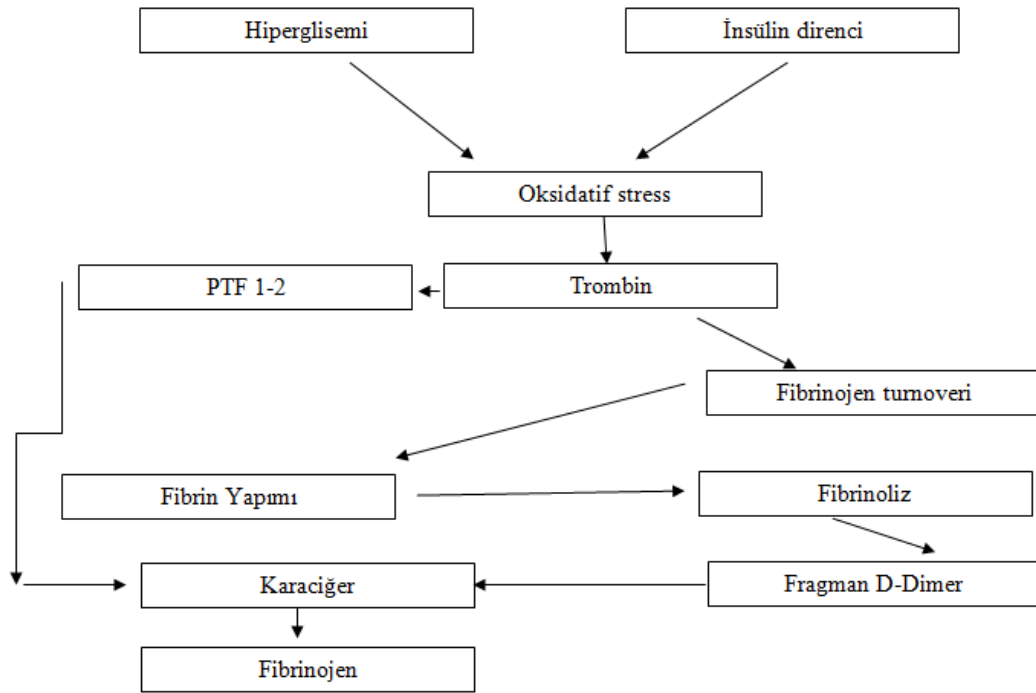 Hiperglisemi
İnsülin direnci
Oksidatif stress
PTF 1-2
Trombin
Fibrinojen turnoveri
Fibrin Yapımı
Fibrinoliz
Karaciğer
Fragman D-Dimer
Fibrinojen